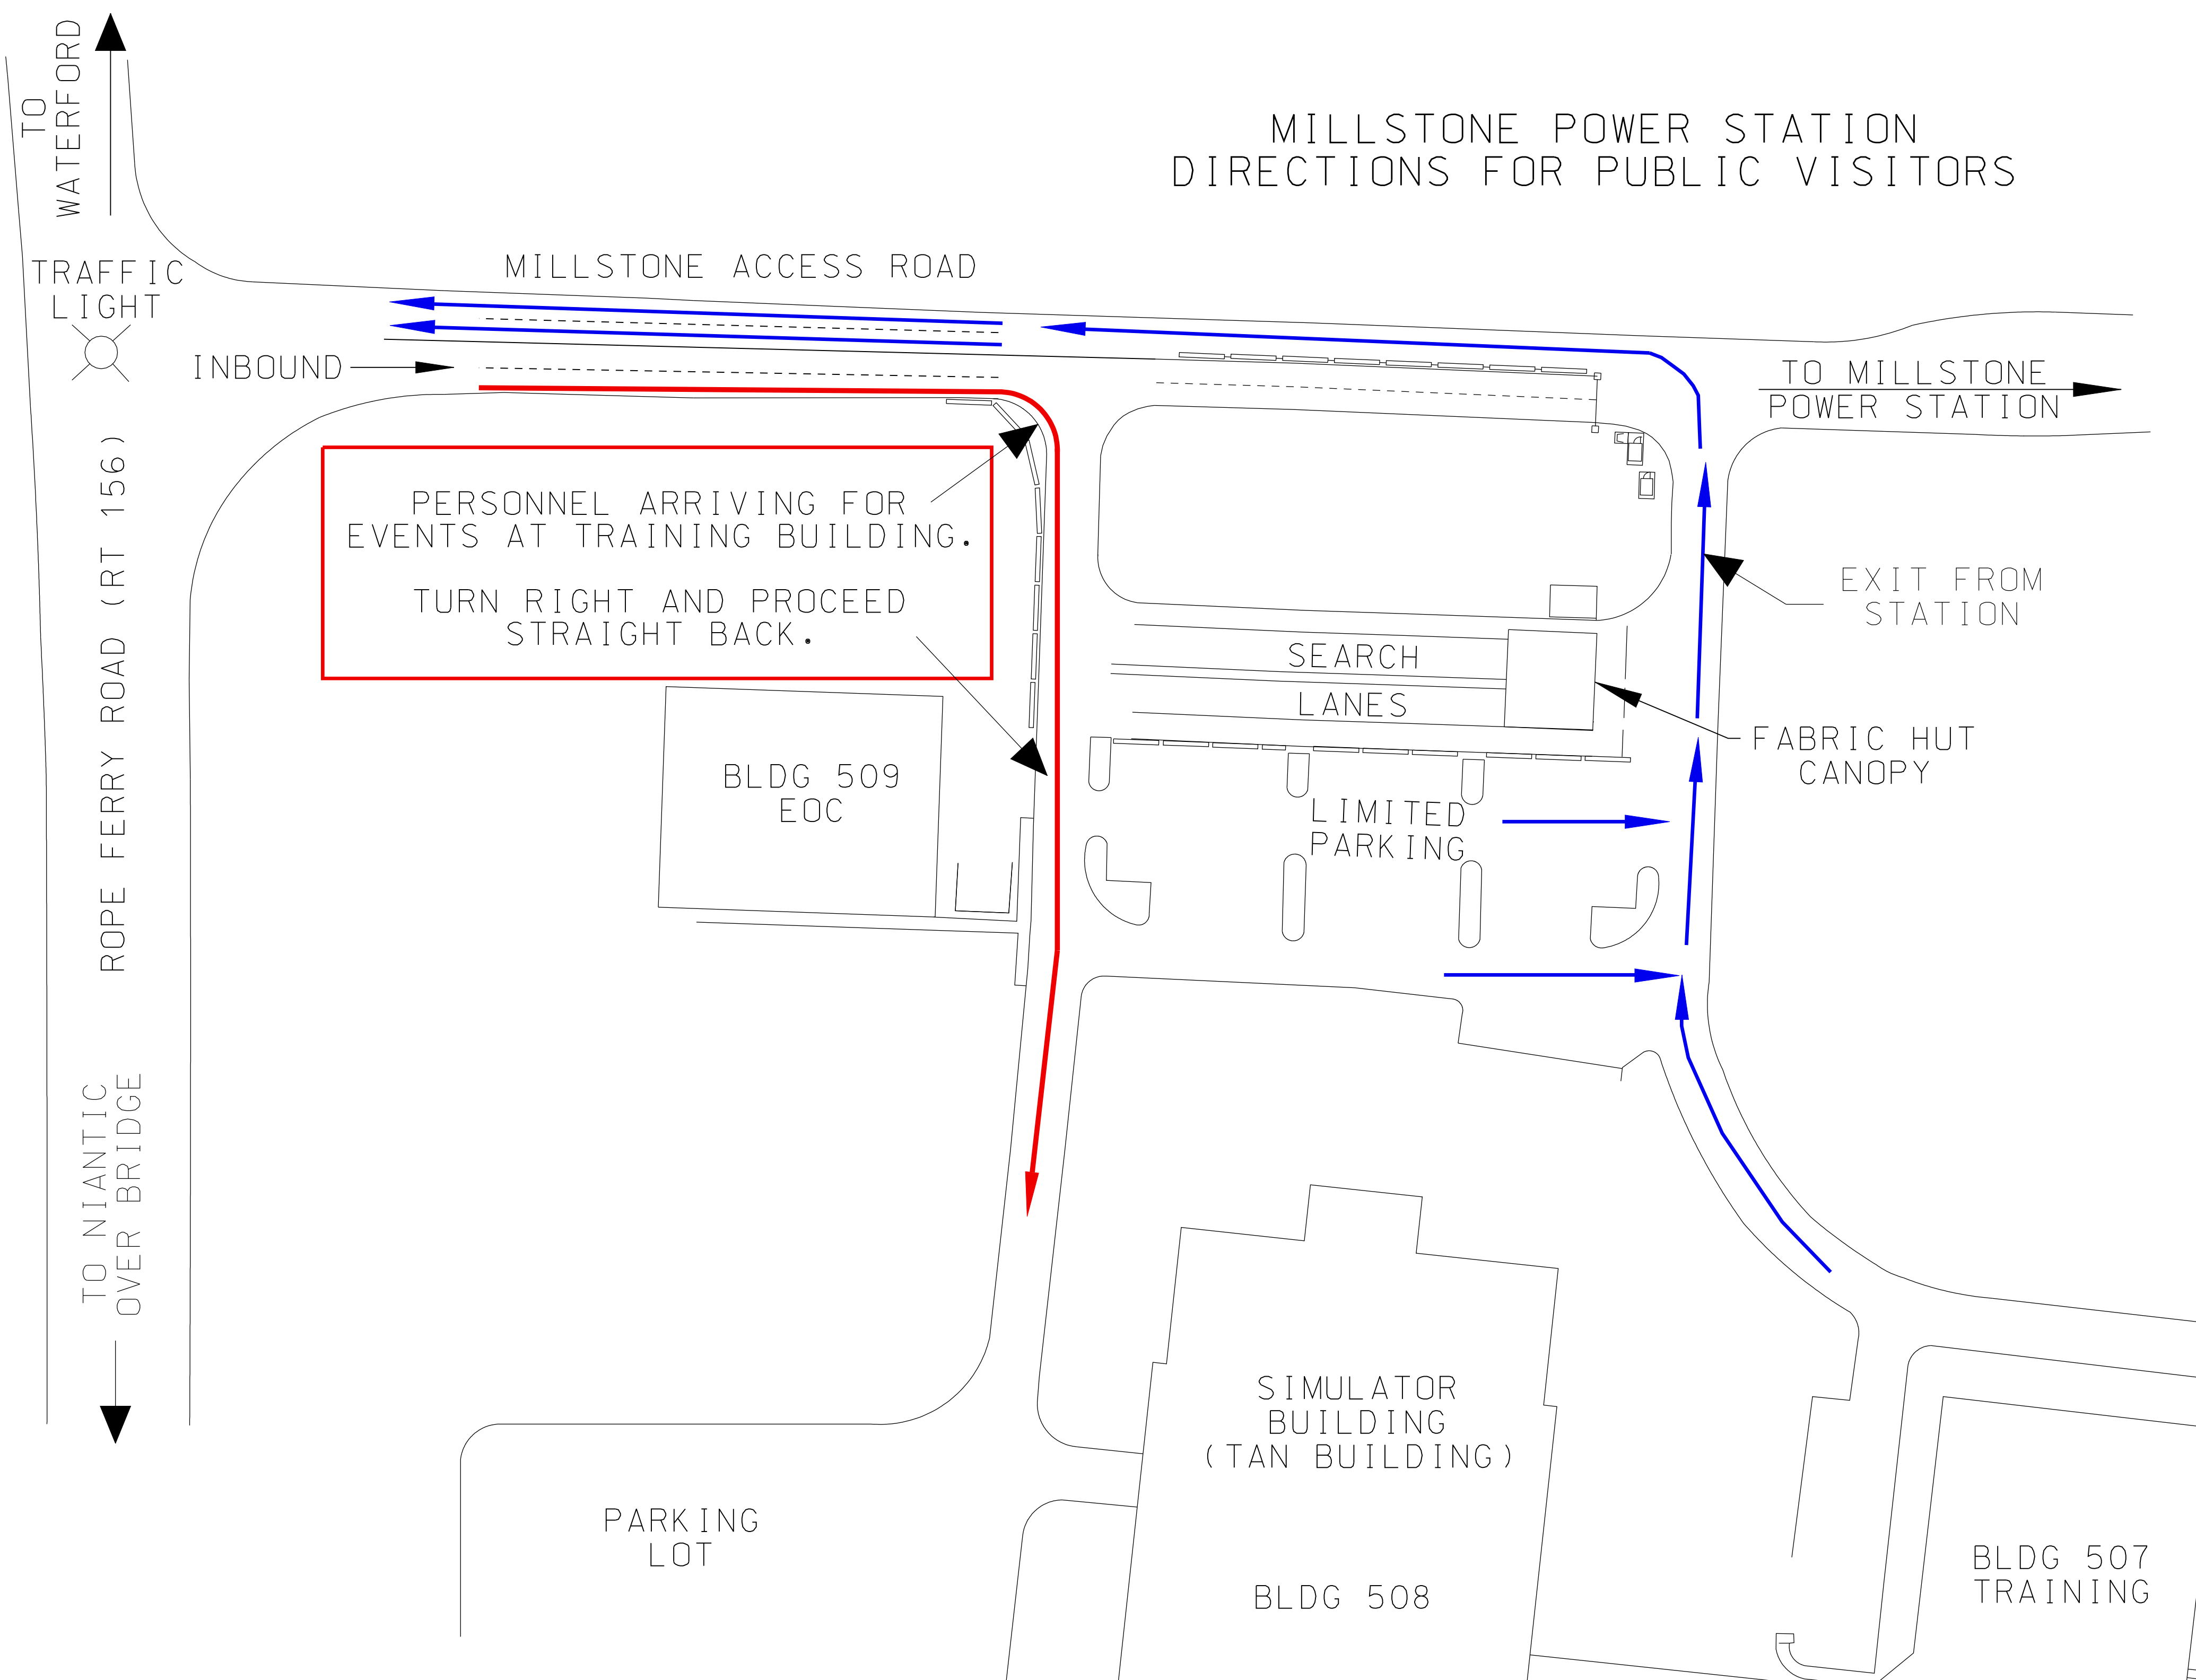 MILLSTONE POWER STATION
DIRECTIONS FOR PUBLIC VISITORS
TO
WATERFORD
TRAFFIC
LIGHT
MILLSTONE ACCESS ROAD
INBOUND
TO MILLSTONE
POWER STATION
ROPE FERRY ROAD (RT 156)
PERSONNEL ARRIVING FOR
EVENTS AT TRAINING BUILDING.
TURN RIGHT AND PROCEED
STRAIGHT BACK.
EXIT FROM
STATION
SEARCH
LANES
FABRIC HUT
CANOPY
BLDG 509
EOC
LIMITED
PARKING
TO NIANTIC
OVER BRIDGE
SIMULATOR
BUILDING
(TAN BUILDING)
PARKING
LOT
BLDG 508
BLDG 507
TRAINING